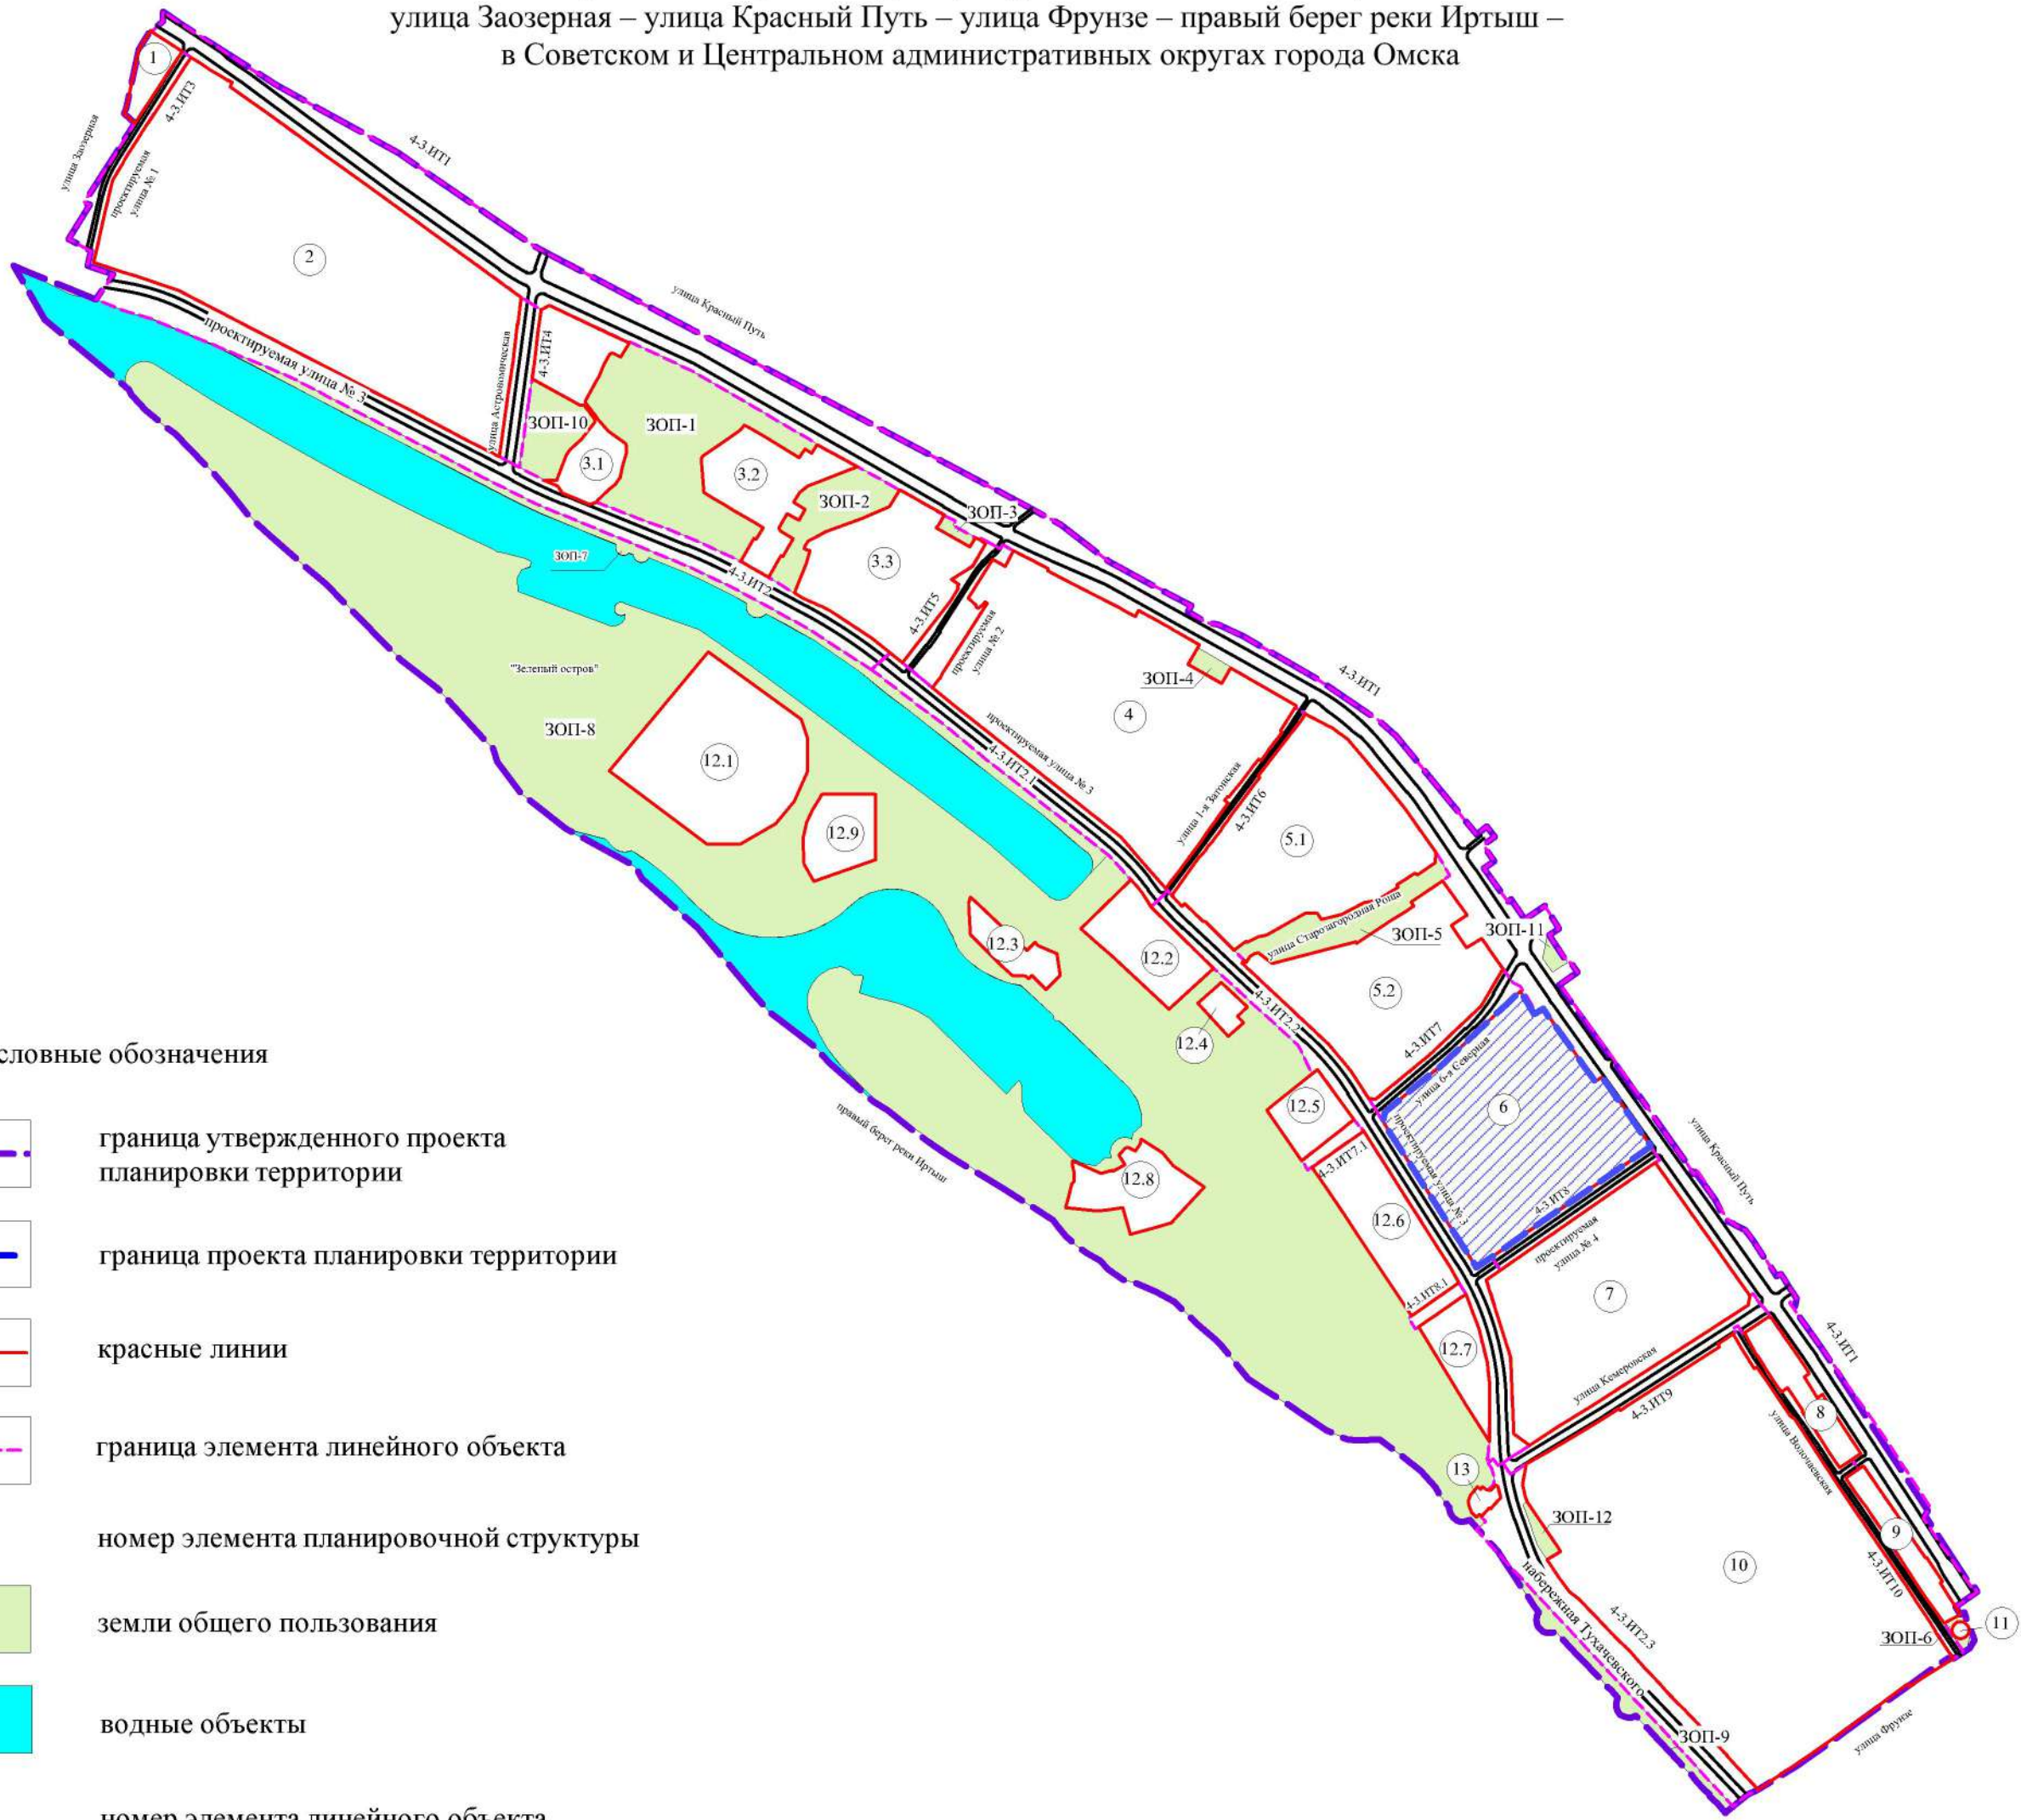 улица Заозерная – улица Красный Путь – улица Фрунзе – правый берег реки Иртыш –
в Советском и Центральном административных округах города Омска
1
4-3.ИТ3
улица Заозерная
проектируемая
улица № 1
4-3.ИТ1
2
улица Красный Путь
проектируемая улица № 3
улица Астрономическая
4-3.ИТ4
ЗОП-10
ЗОП-1
3.1
3.2
ЗОП-2
ЗОП-3
3.3
ЗОП-7
4-3.ИТ2
4-3.ИТ5
проектируемая
улица № 2
"Зеленый остров"
ЗОП-8
ЗОП-4
4-3.ИТ1
4
12.1
проектируемая улица № 3
4-3.ИТ2.1
12.9
улица 1-я Затонская
4-3.ИТ6
5.1
улица Старозагородная Роща
ЗОП-5
ЗОП-11
12.3
12.2
5.2
4-3.ИТ2.2
12.4
4-3.ИТ7
улица 6-я Северная
6
12.5
проектируемая улица № 3
улица Красный Путь
правый берег реки Иртыш
4-3.ИТ7.1
12.8
12.6
4-3.ИТ8
проектируемая
улица № 4
7
4-3.ИТ8.1
12.7
4-3.ИТ1
улица Кемеровская
4-3.ИТ9
8
улица Волочаевская
13
ЗОП-12
9
10
4-3.ИТ10
набережная Тухачевского
4-3.ИТ2.3
11
ЗОП-6
ЗОП-9
улица Фрунзе
словные обозначения
граница утвержденного проекта
планировки территории
граница проекта планировки территории
красные линии
граница элемента линейного объекта
номер элемента планировочной структуры
земли общего пользования
водные объекты
номер элемента линейного объекта